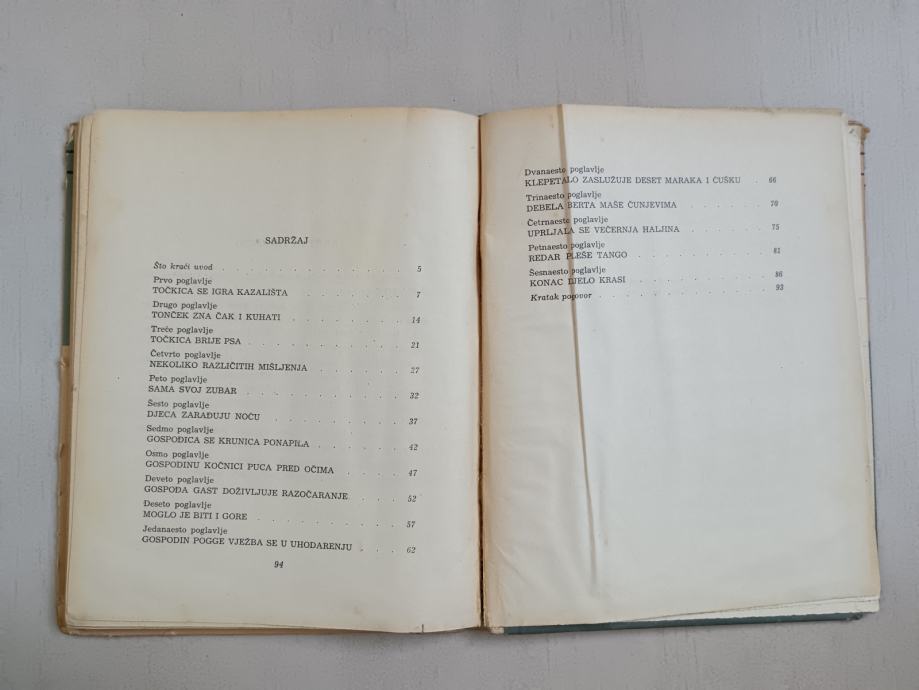 SADRŽAJ
Što kraći uvod . . . . . . . . . . . . . . 5
Prvo poglavlje
TOČKICA SE IGRA KAZALIŠTA . . . . . . . 7
Drugo poglavlje
TONČEK ZNA ČAK I KUHATI . . . . . . . 14
Treće poglavlje
TOČKICA BRIJE PSA . . . . . . . . . . . 21
Četvrto poglavlje
NEKOLIKO RAZLIČITIH MIŠLJENJA . . . . . . 27
Peto poglavlje
SAMA SVOJ ZUBAR . . . . . . . . . . . 32
Šesto poglavlje
DJECA ZARAĐUJU NOĆU . . . . . . . . . 37
Sedmo poglavlje
GOSPOĐICA SE KRUNICA PONAPILA . . . . . . 42
Osmo poglavlje
GOSPODINU KOČNICI PUCA PRED OČIMA . . . . 47
Deveto poglavlje
GOSPOĐA GAST DOŽIVLJUJE RAZOČARANJE . . . . 52
Deseto poglavlje
MOGLO JE BITI I GORE . . . . . . . . . . 57
Jedanaesto poglavlje
GOSPODIN POGGE VJEŽBA SE U UHODARENJU . . . 62
94
Dvanaesto poglavlje
KLEPETALO ZASLUŽUJE DESET MARAKA I ĆUŠKU . 66
Trinaesto poglavlje
DEBELA BERTA MAŠE ČUNJEVIMA . . . . . . 70
Četrnaesto poglavlje
UPRLJALA SE VEČERNJA HALJINA . . . . . . 75
Petnaesto poglavlje
REDAR PLEŠE TANGO . . . . . . . . . 81
Šesnaesto poglavlje
KONAC DJELO KRASI . . . . . . . . . 86
Kratak pogovor . . . . . . . . . . . 93